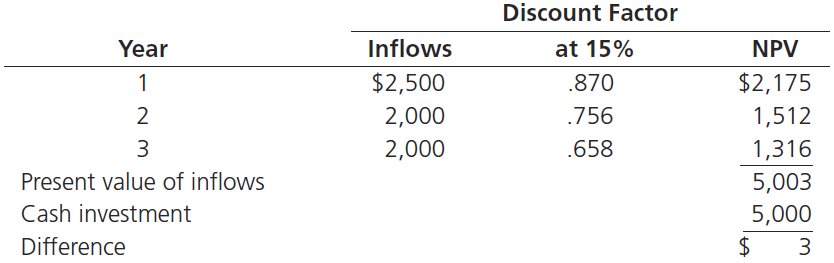 Discount Factor
Year Inflows at 15% NPV
1 $2,500 .870 $2,175
2 2,000 .756 1,512
3 2,000 .658 1,316
Present value of inflows 5,003
Cash investment 5,000
Difference $ 3